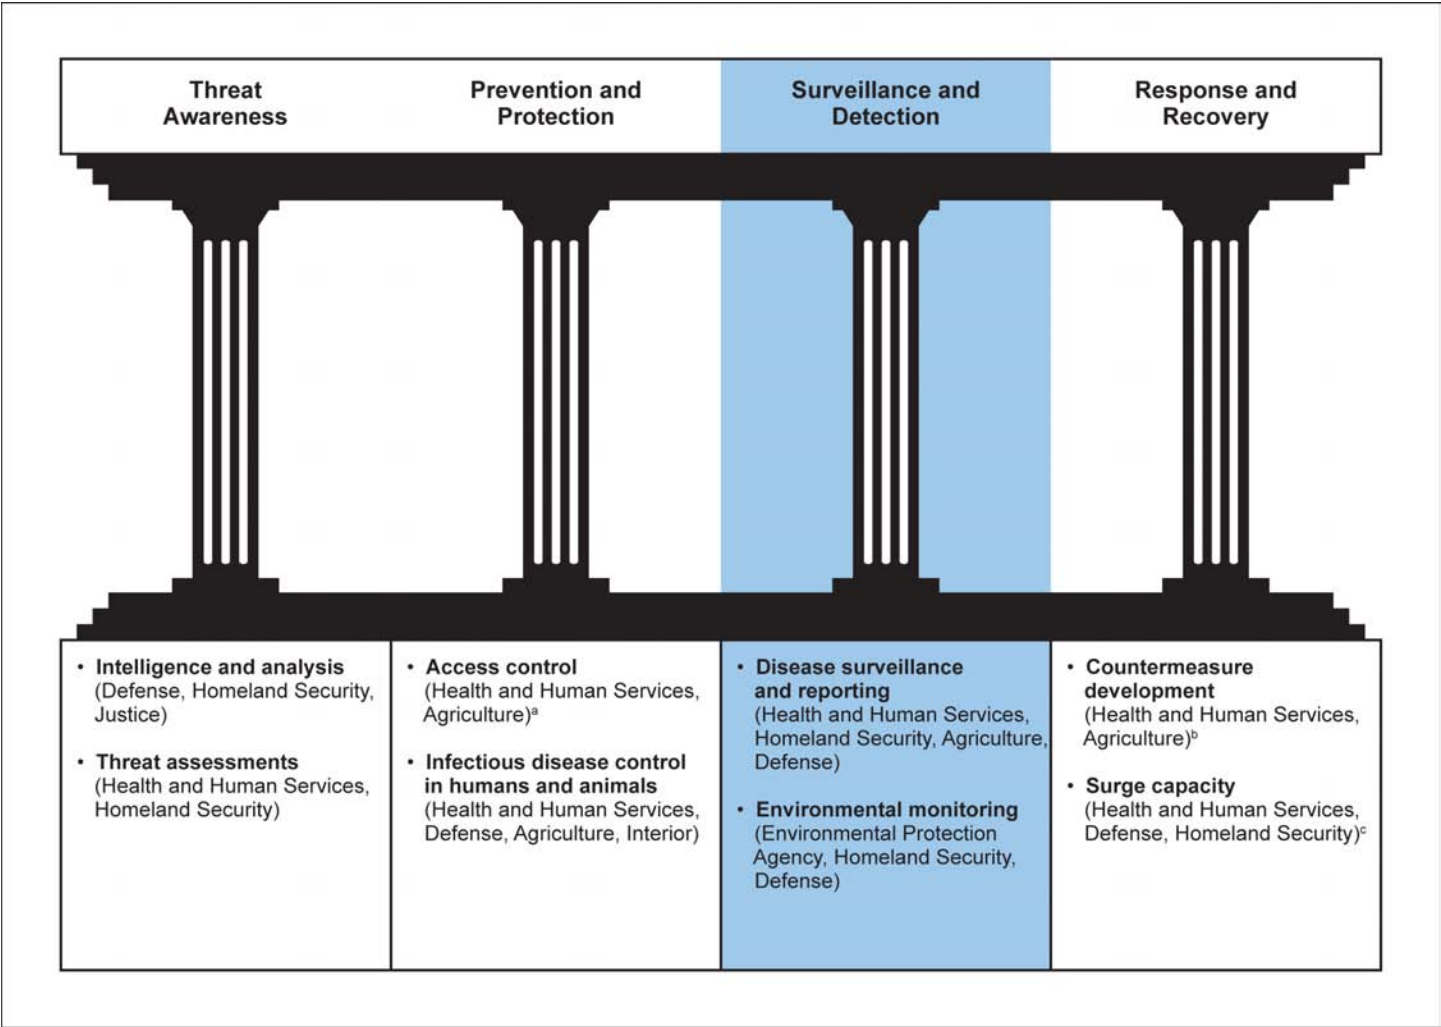 Threat
Awareness
Prevention and
Protection
Surveillance and
Detection
Response and
Recovery
• Intelligence and analysis
(Defense, Homeland Security,
Justice)
• Threat assessments
(Health and Human Services,
Homeland Security)
• Access control
(Health and Human Services,
Agriculture)ᵃ
• Infectious disease control
in humans and animals
(Health and Human Services,
Defense, Agriculture, Interior)
• Disease surveillance
and reporting
(Health and Human Services,
Homeland Security, Agriculture,
Defense)
• Environmental monitoring
(Environmental Protection
Agency, Homeland Security,
Defense)
• Countermeasure
development
(Health and Human Services,
Agriculture)ᵇ
• Surge capacity
(Health and Human Services,
Defense, Homeland Security)ᶜ